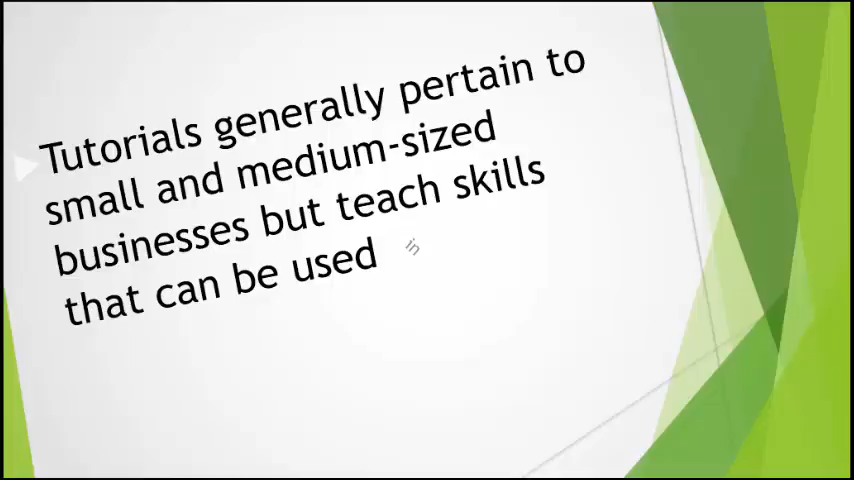 Tutorials generally pertain to
small and medium-sized
businesses but teach skills
that can be used